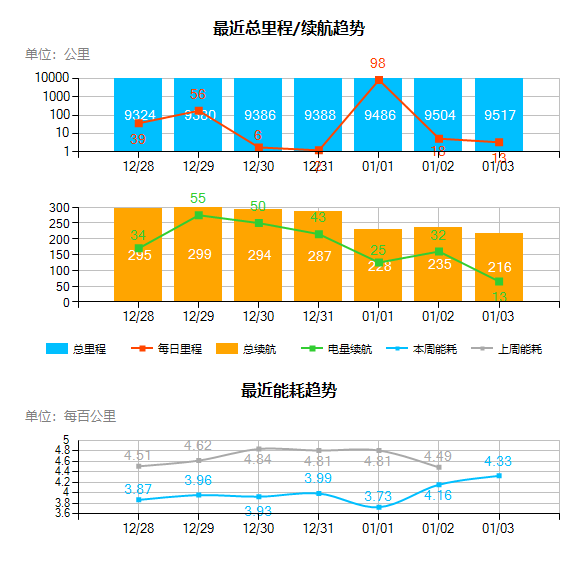 最近总里程/续航趋势
单位：公里
10000
1000
100
10
1
9324 9380 9386 9388 9486 9504 9517
39 56 6 2 98 18 13
12/28 12/29 12/30 12/31 01/01 01/02 01/03
300
250
200
150
100
50
0
34 55 50 43 25 32 13
295 299 294 287 228 235 216
12/28 12/29 12/30 12/31 01/01 01/02 01/03
总里程 每日里程 总续航 电量续航 本周能耗 上周能耗
最近能耗趋势
单位：每百公里
5
4.8
4.6
4.4
4.2
4
3.8
3.6
4.51 4.62 4.84 4.81 4.81 4.49
3.87 3.96 3.93 3.99 3.73 4.16 4.33
12/28 12/29 12/30 12/31 01/01 01/02 01/03